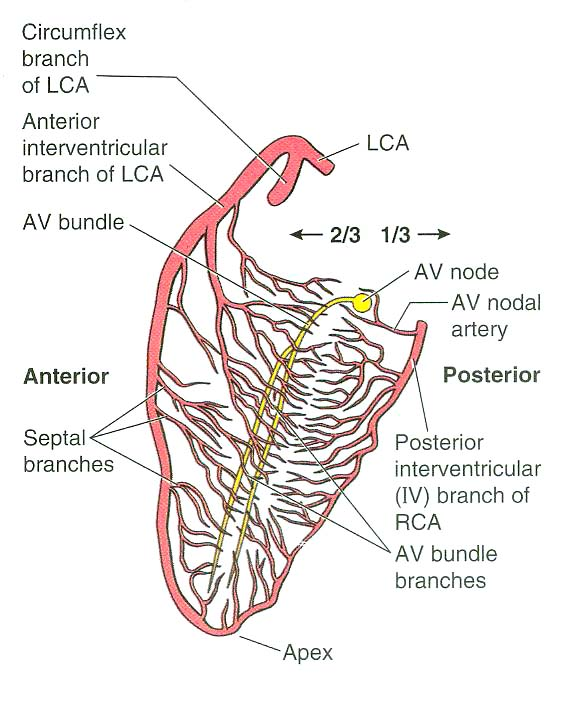 Circumflex
branch
of LCA
Anterior
interventricular
branch of LCA
LCA
AV bundle
2/3 1/3
AV node
AV nodal
artery
Anterior
Posterior
Septal
branches
Posterior
interventricular
(IV) branch of
RCA
AV bundle
branches
Apex